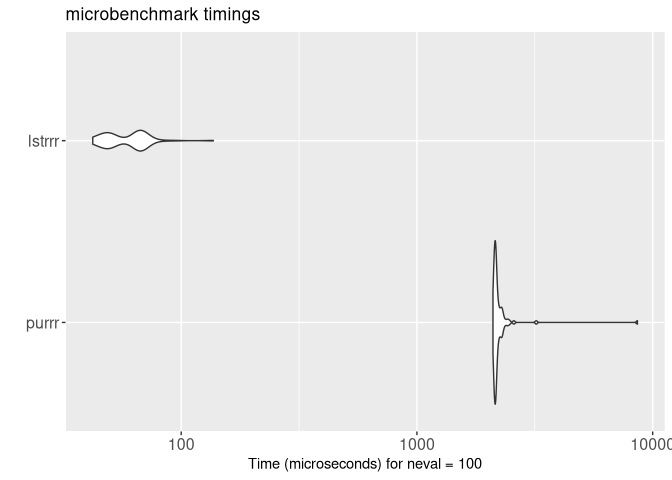 microbenchmark timings
lstrrr
purrr
100
1000
10000
Time (microseconds) for neval = 100